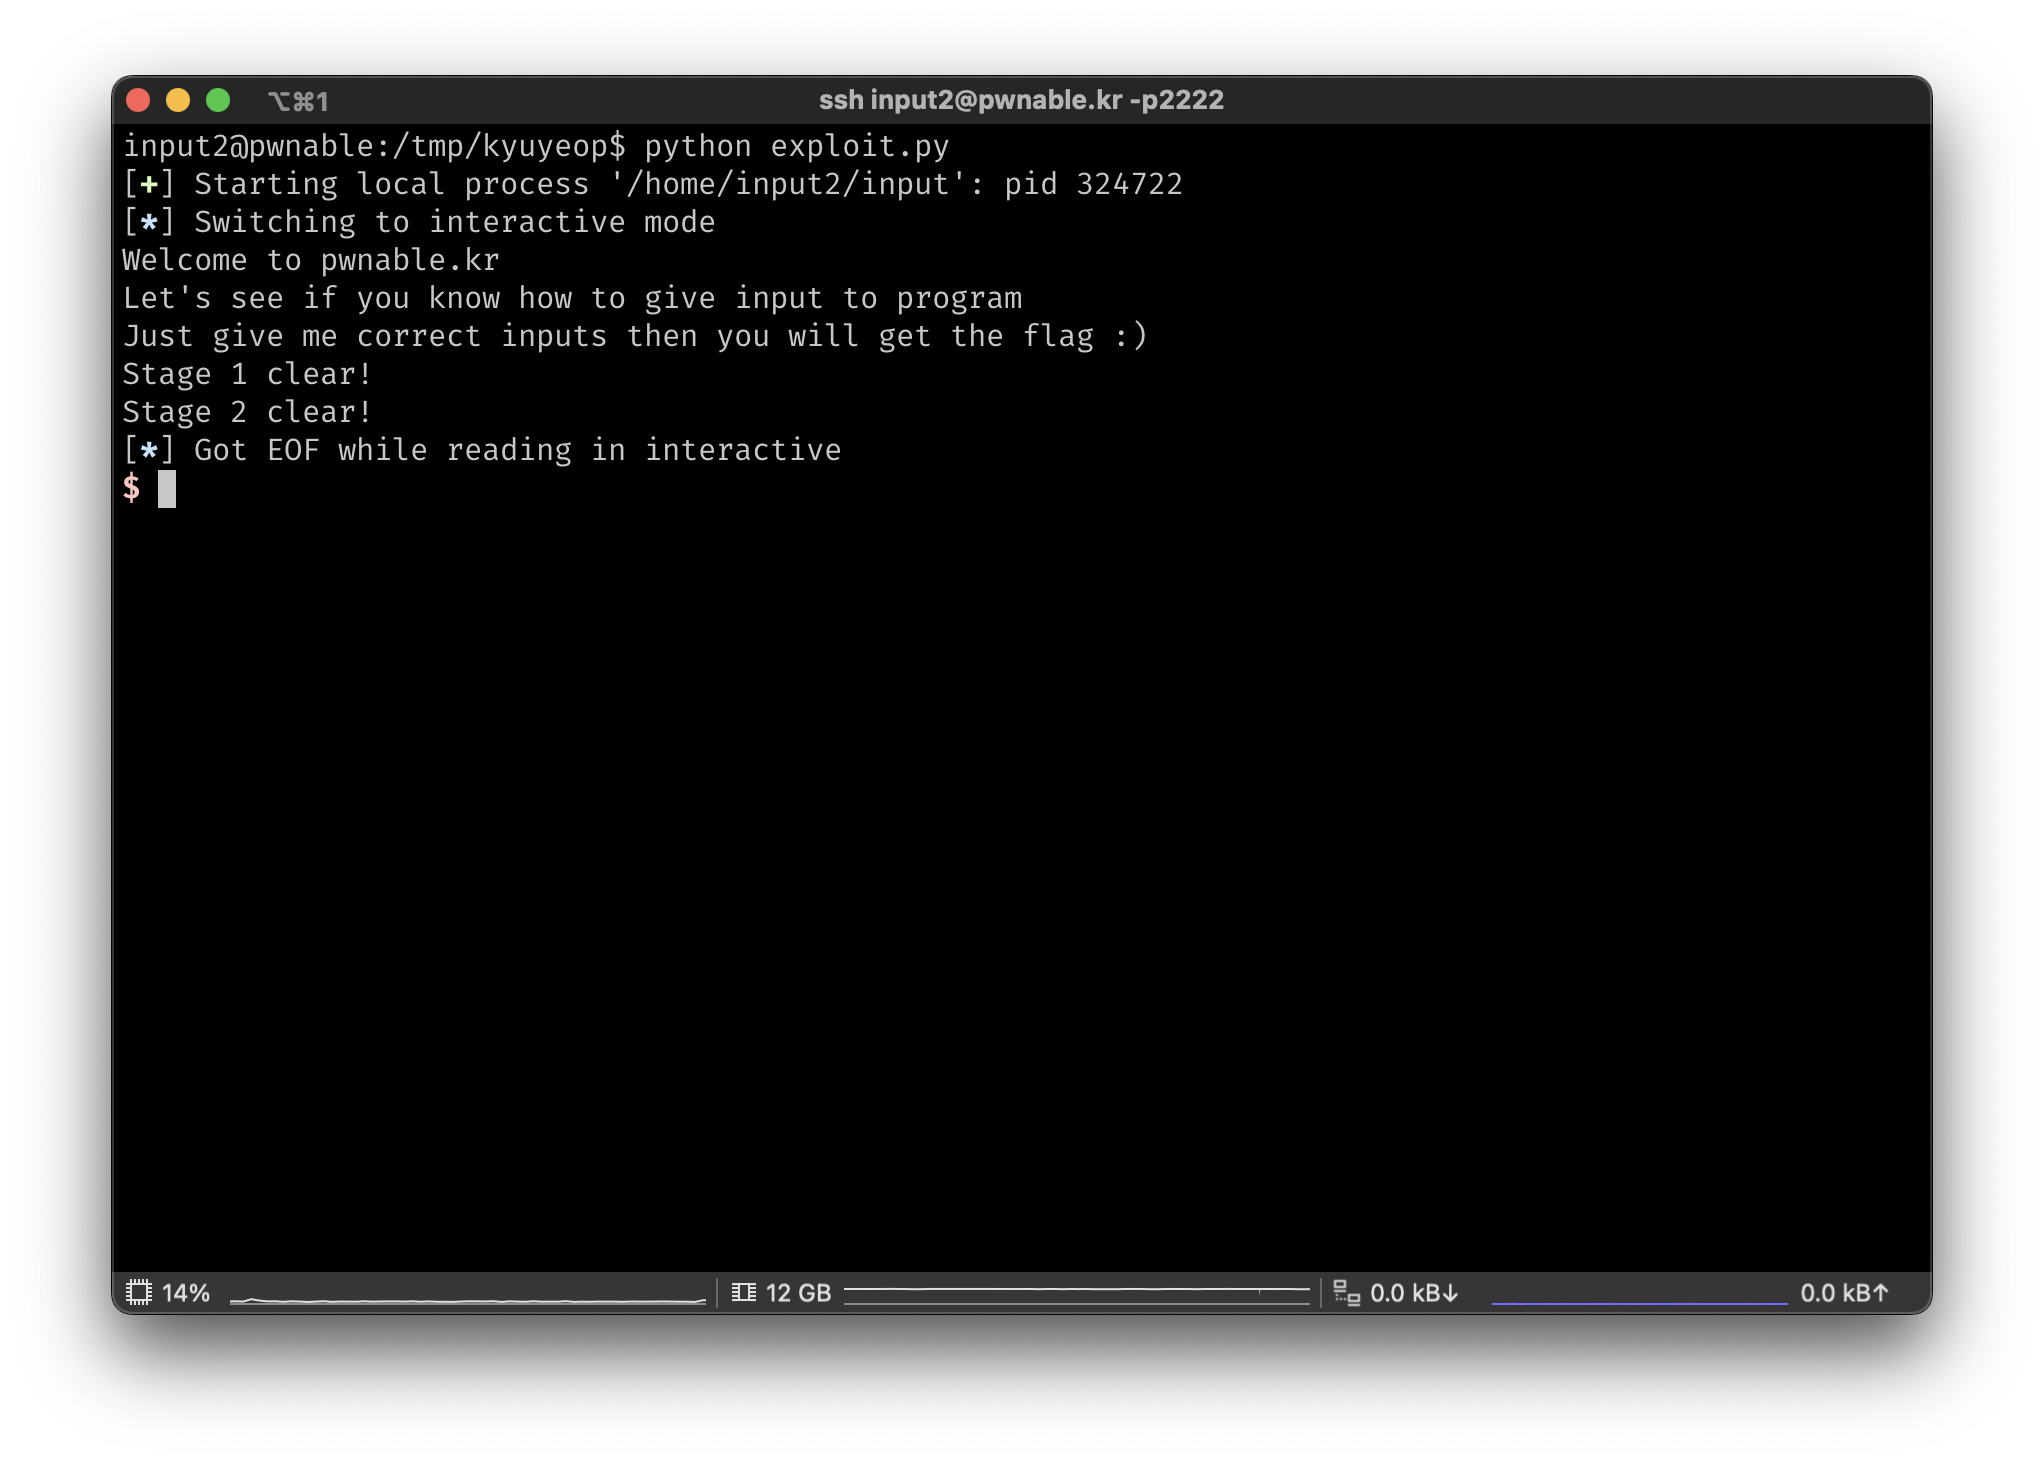 ⌥⌘1
ssh input2@pwnable.kr -p2222
input2@pwnable:/tmp/kyuyeop$ python exploit.py
[+] Starting local process '/home/input2/input': pid 324722
[*] Switching to interactive mode
Welcome to pwnable.kr
Let's see if you know how to give input to program
Just give me correct inputs then you will get the flag :)
Stage 1 clear!
Stage 2 clear!
[*] Got EOF while reading in interactive
$
14% 12 GB 0.0 kB↓ 0.0 kB↑